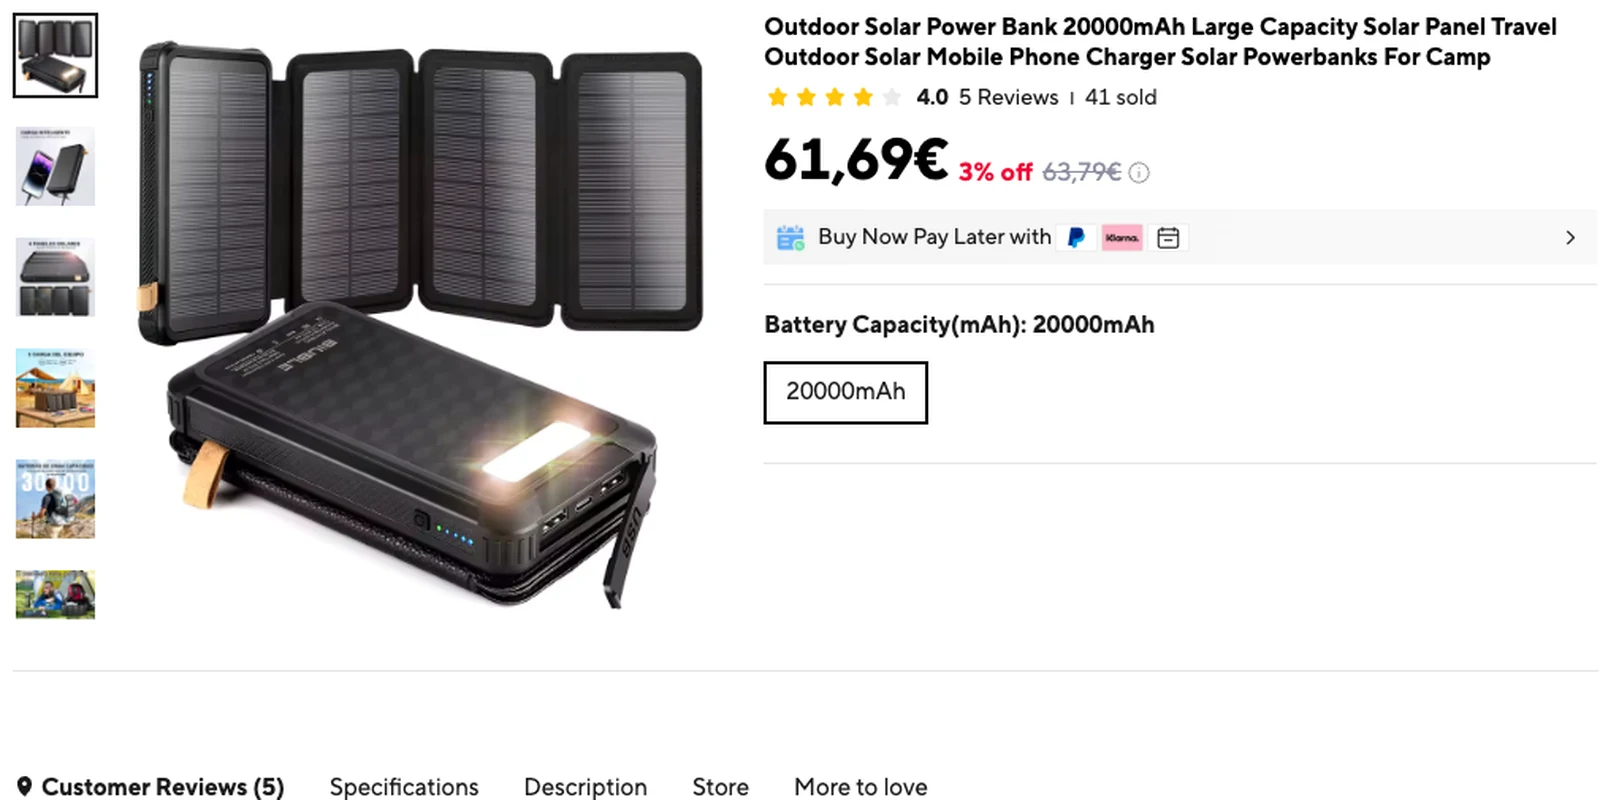 Outdoor Solar Power Bank 20000mAh Large Capacity Solar Panel Travel
Outdoor Solar Mobile Phone Charger Solar Powerbanks For Camp
4.0 5 Reviews | 41 sold
61,69€ 3% off 63,79€
Buy Now Pay Later with Klarna.
Battery Capacity(mAh): 20000mAh
20000mAh
USB
30000
Customer Reviews (5) Specifications Description Store More to love